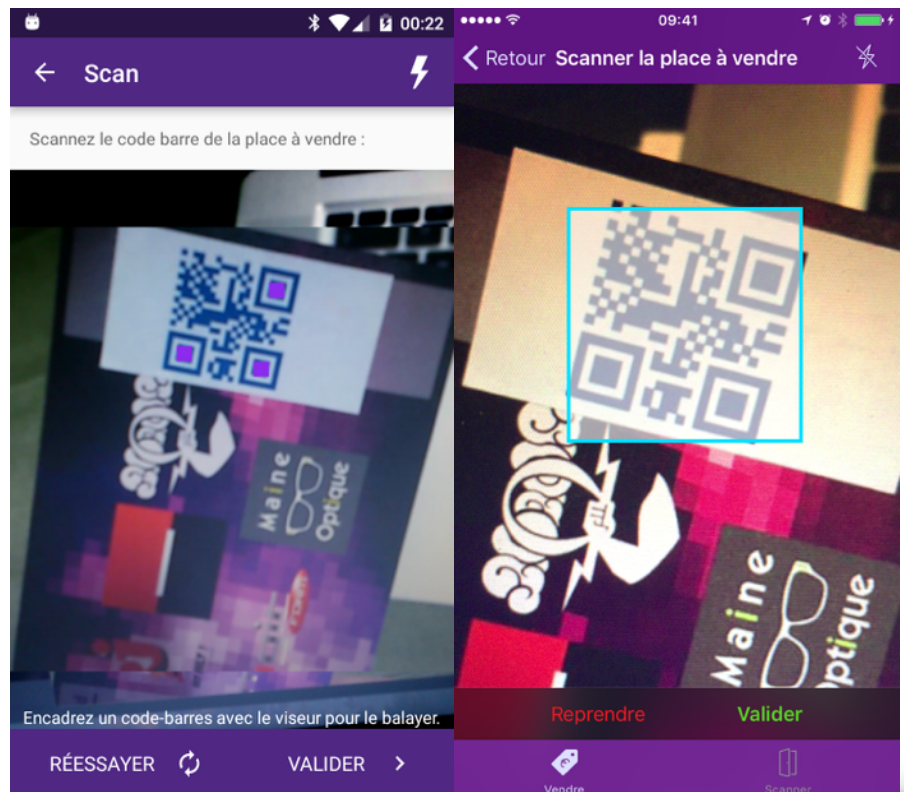 00:22
Scan
Scannez le code barre de la place à vendre :
Maine
Optique
Encadrez un code-barres avec le viseur pour le balayer.
RÉESSAYER
VALIDER
09:41
Retour Scanner la place à vendre
Maine
Optique
Reprendre
Valider
Vendre
Scanner